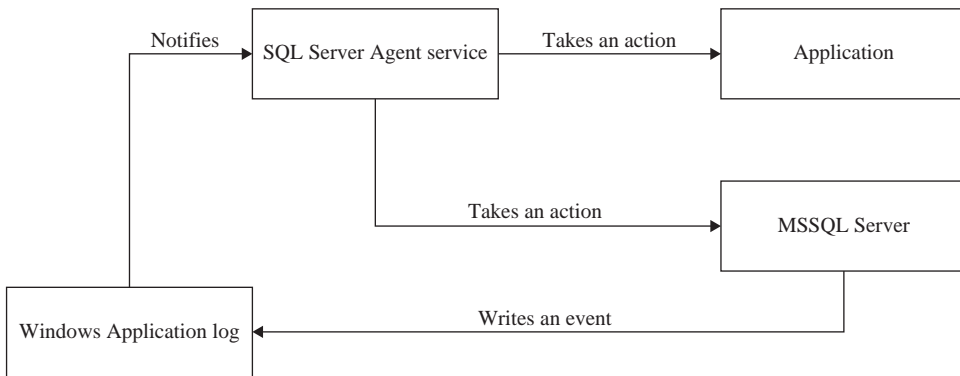 Notifies
SQL Server Agent service
Takes an action
Application
Takes an action
MSSQL Server
Writes an event
Windows Application log